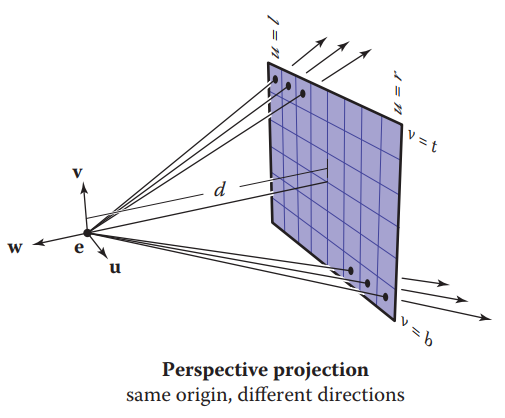 u = l
u = r
v = t
v
d
w
e
u
v = b
Perspective projection
same origin, different directions